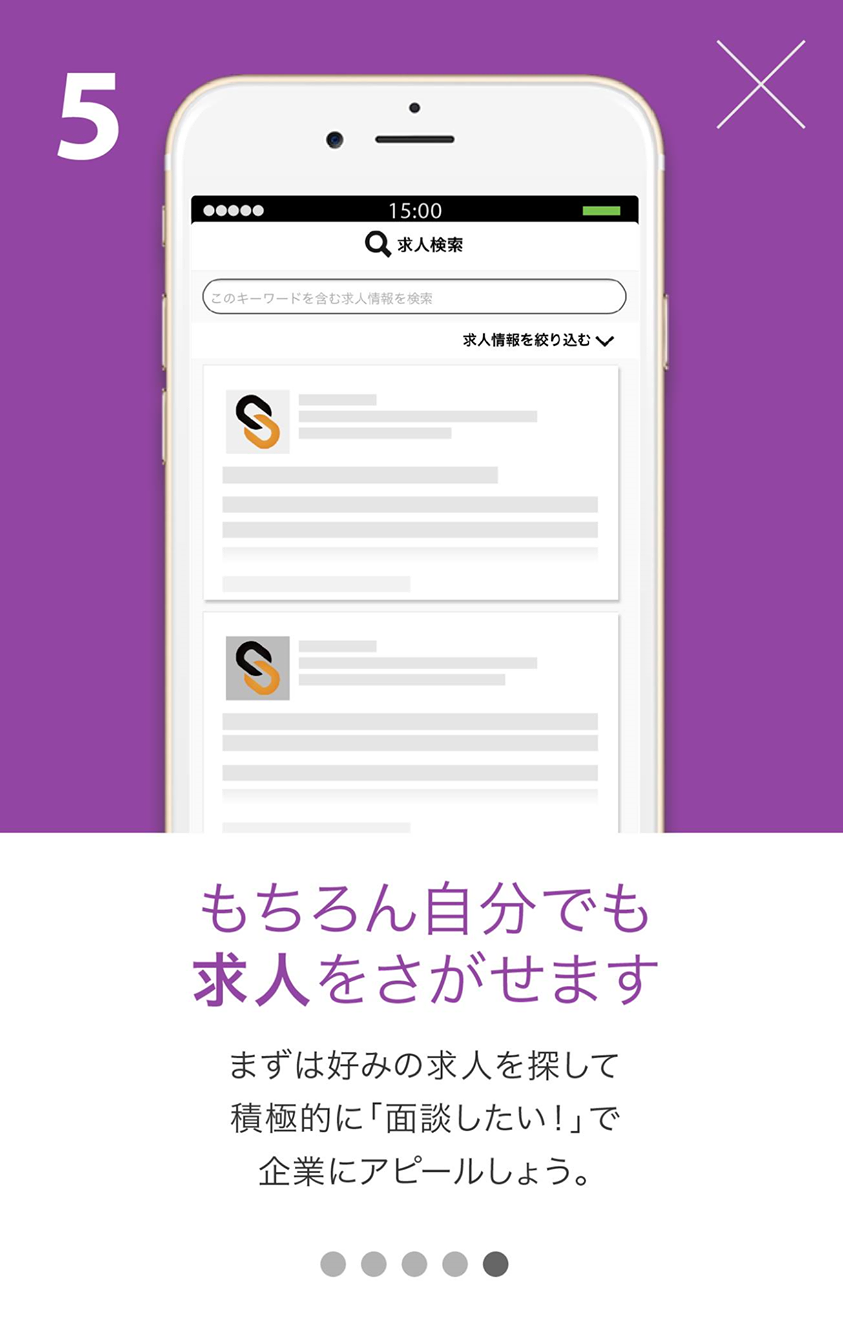 5
15:00
求人検索
このキーワードを含む求人情報を検索
求人情報を絞り込む
もちろん自分でも
求人をさがせます
まずは好みの求人を探して
積極的に「面談したい！」で
企業にアピールしょう。